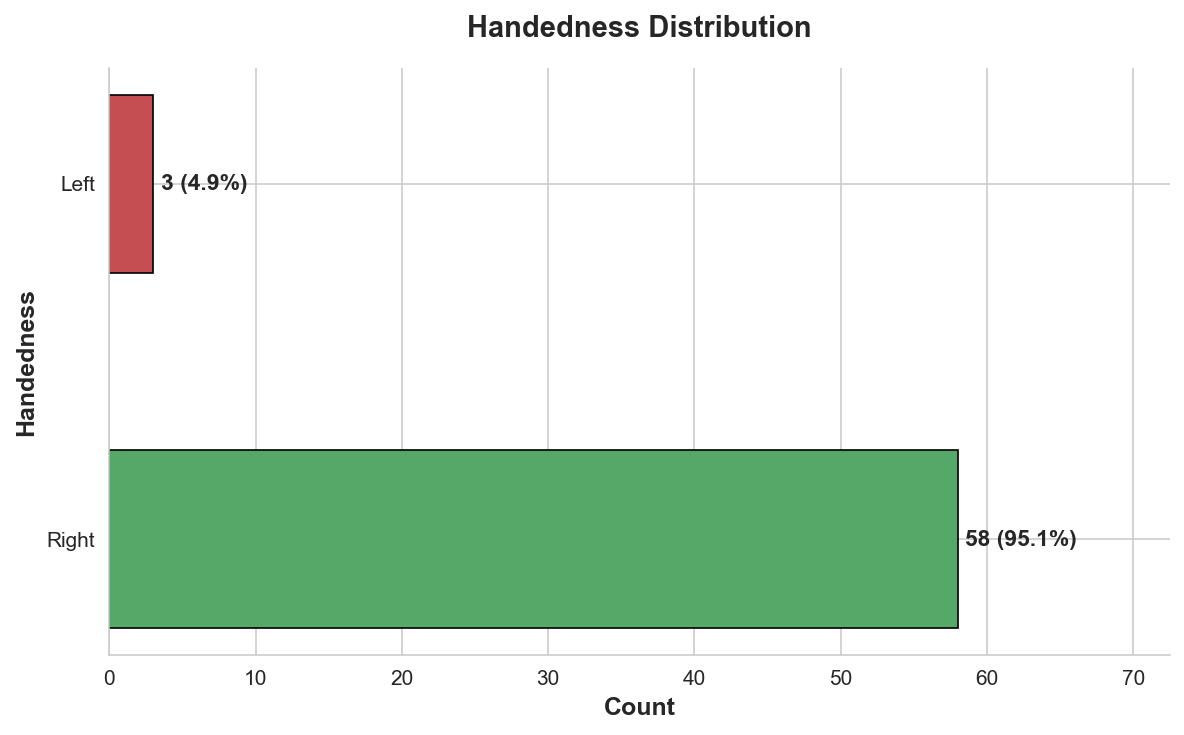 Handedness Distribution
Left
3 (4.9%)
Handedness
Right
58 (95.1%)
0 10 20 30 40 50 60 70
Count